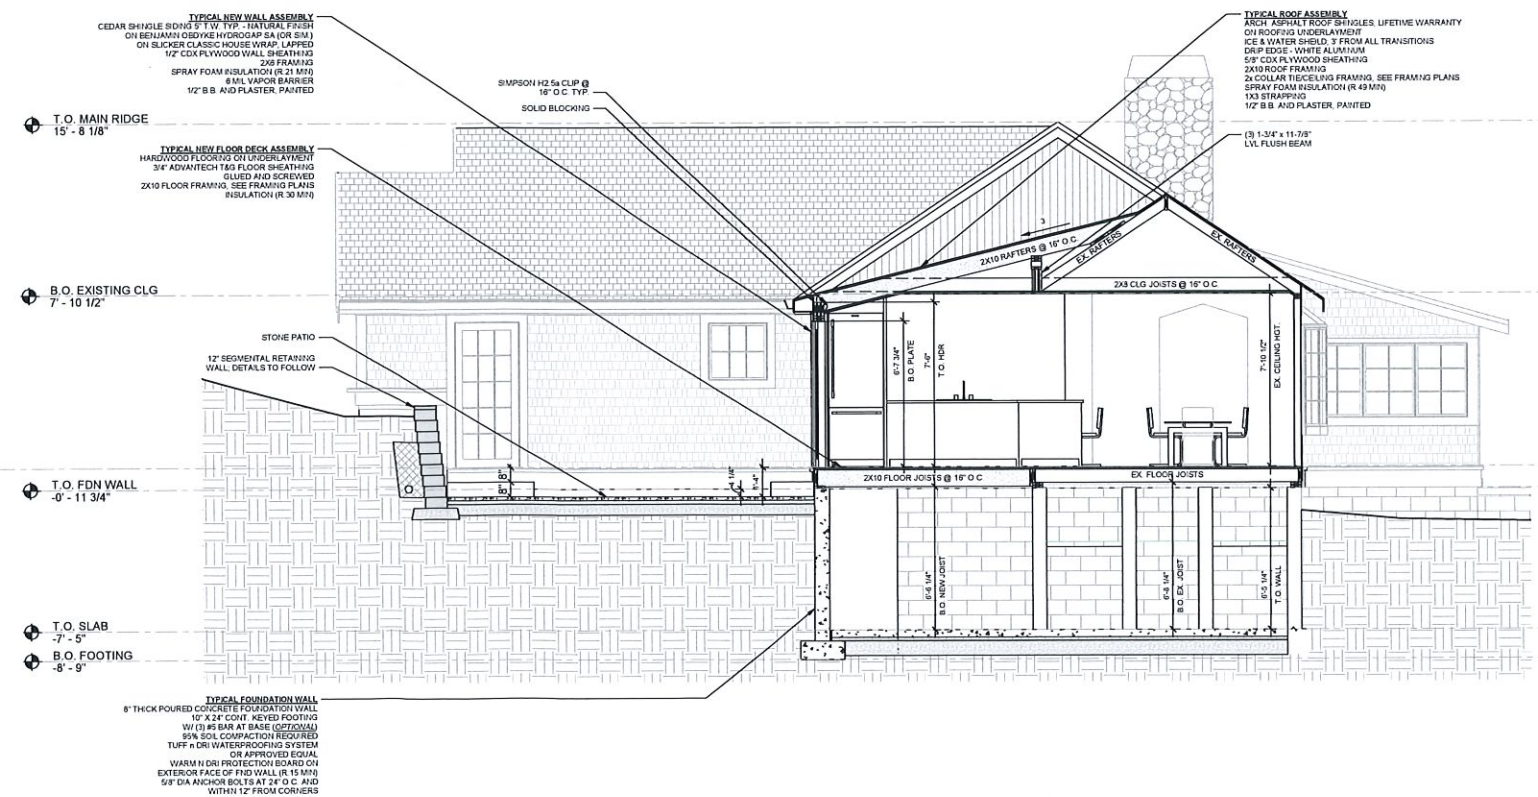 TYPICAL NEW WALL ASSEMBLY
CEDAR SHINGLE SIDING 5" T.W. TYP. - NATURAL FINISH
ON BENJAMIN OBDYKE HYDROGAP SA (OR SIM.)
ON SLICKER CLASSIC HOUSE WRAP, LAPPED
1/2" CDX PLYWOOD WALL SHEATHING
2X6 FRAMING
SPRAY FOAM INSULATION (R.21 MIN)
6 MIL VAPOR BARRIER
1/2" B.B. AND PLASTER, PAINTED
SIMPSON H2.5a CLIP @
16" O.C. TYP.
SOLID BLOCKING
TYPICAL ROOF ASSEMBLY
ARCH. ASPHALT ROOF SHINGLES, LIFETIME WARRANTY
ON ROOFING UNDERLAYMENT
ICE & WATER SHEILD, 3' FROM ALL TRANSITIONS
DRIP EDGE - WHITE ALUMINUM
5/8" CDX PLYWOOD SHEATHING
2X10 ROOF FRAMING
2x COLLAR TIE/CEILING FRAMING, SEE FRAMING PLANS
SPRAY FOAM INSULATION (R.49 MIN)
1X3 STRAPPING
1/2" B.B. AND PLASTER, PAINTED
(3) 1-3/4" x 11-7/8"
LVL FLUSH BEAM
T.O. MAIN RIDGE
15' - 8 1/8"
TYPICAL NEW FLOOR DECK ASSEMBLY
HARDWOOD FLOORING ON UNDERLAYMENT
3/4" ADVANTECH T&G FLOOR SHEATHING
GLUED AND SCREWED
2X10 FLOOR FRAMING, SEE FRAMING PLANS
INSULATION (R.30 MIN)
3
2X10 RAFTERS @ 16" O.C.
EX. RAFTERS
EX. RAFTERS
2X8 CLG JOISTS @ 16" O.C.
B.O. EXISTING CLG
7' - 10 1/2"
STONE PATIO
12" SEGMENTAL RETAINING
WALL; DETAILS TO FOLLOW
6'-7 3/4"
B.O. PLATE
7'-6"
T.O. HDR
7'-10 1/2"
EX. CEILING HGT.
T.O. FDN WALL
-0' - 11 3/4"
8"
8"
2X10 FLOOR JOISTS @ 16" O.C.
EX. FLOOR JOISTS
6'-6 1/4"
B.O. NEW JOIST
6'-8 1/4"
B.O. EX. JOIST
6'-5 1/4"
T.O. WALL
T.O. SLAB
-7' - 5"
B.O. FOOTING
-8' - 9"
TYPICAL FOUNDATION WALL
8" THICK POURED CONCRETE FOUNDATION WALL
10" X 24" CONT. KEYED FOOTING
W/ (3) #5 BAR AT BASE (OPTIONAL)
95% SOIL COMPACTION REQUIRED
TUFF n DRI WATERPROOFING SYSTEM
OR APPROVED EQUAL
WARM N DRI PROTECTION BOARD ON
EXTERIOR FACE OF FND WALL (R.15 MIN)
5/8" DIA ANCHOR BOLTS AT 24" O.C. AND
WITHIN 12" FROM CORNERS